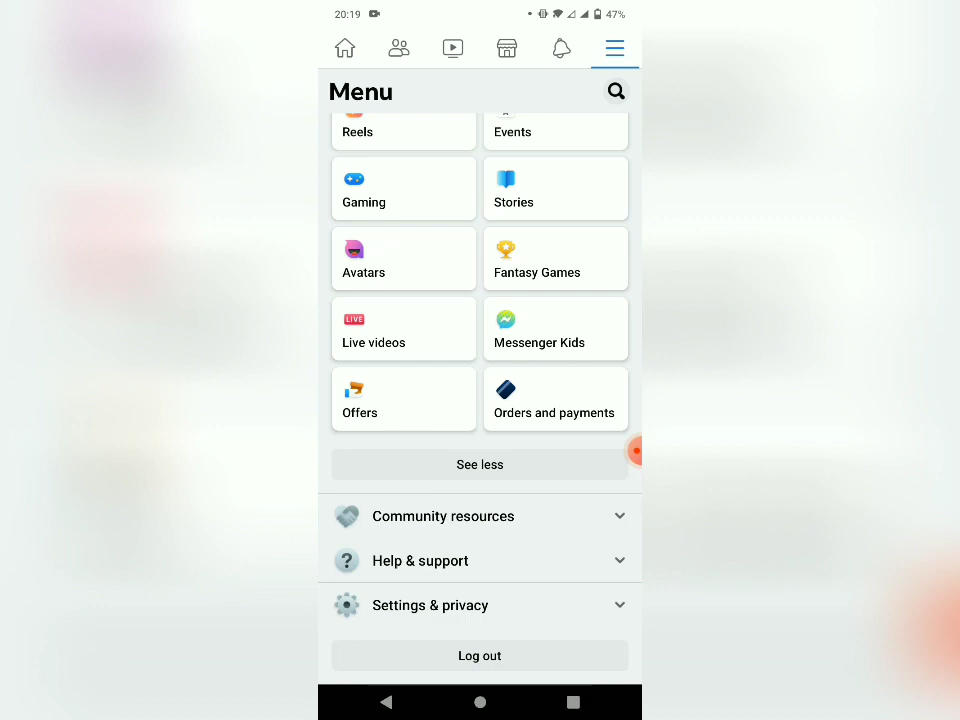 20:19 47%
Menu
Reels Events
Gaming Stories
Avatars Fantasy Games
LIVE
Live videos Messenger Kids
Offers Orders and payments
See less
Community resources
? Help & support
Settings & privacy
Log out